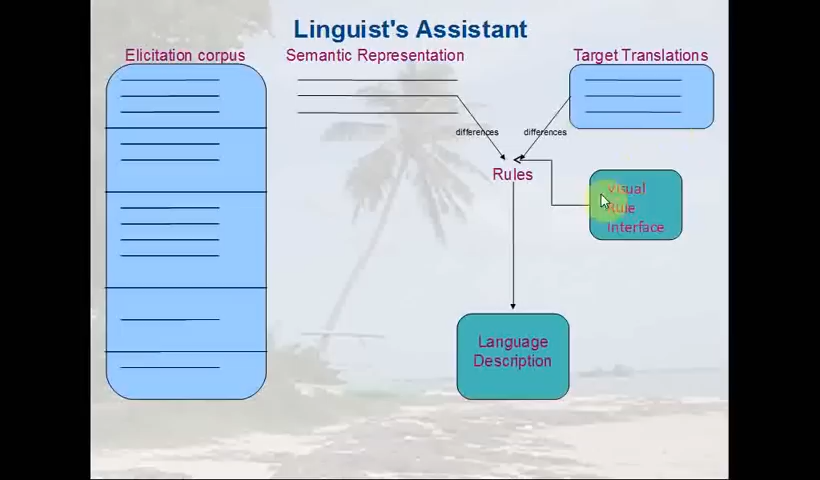 Linguist's Assistant
Elicitation corpus
Semantic Representation
Target Translations
differences
differences
Rules
Visual
Rule
Interface
Language
Description